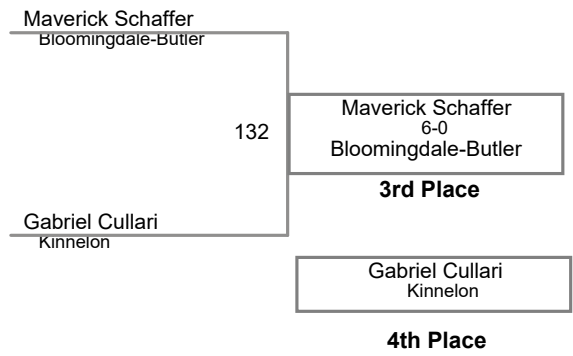 Maverick Schaffer
Bloomingdale-Butler
132
Maverick Schaffer
6-0
Bloomingdale-Butler
3rd Place
Gabriel Cullari
Kinnelon
Gabriel Cullari
Kinnelon
4th Place